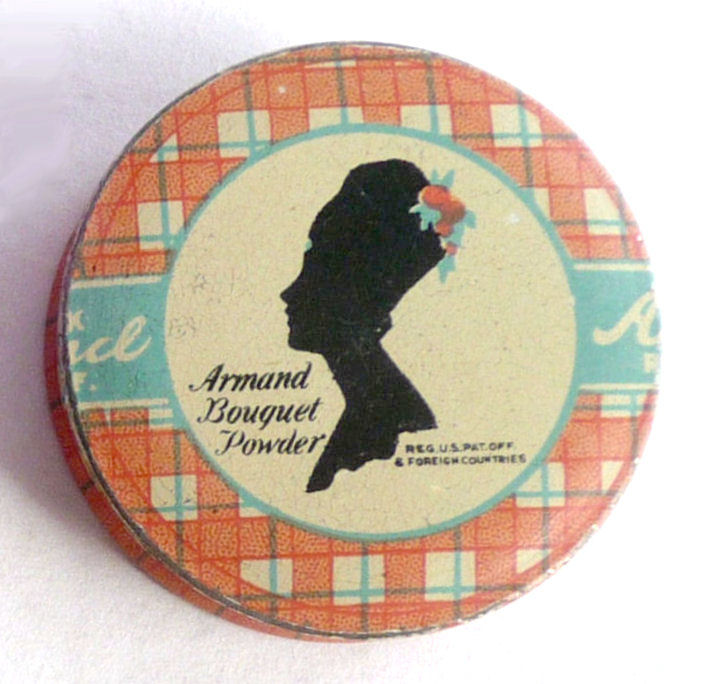 Armand
Bouquet
Powder
REG. U.S. PAT. OFF.
& FOREIGN COUNTRIES